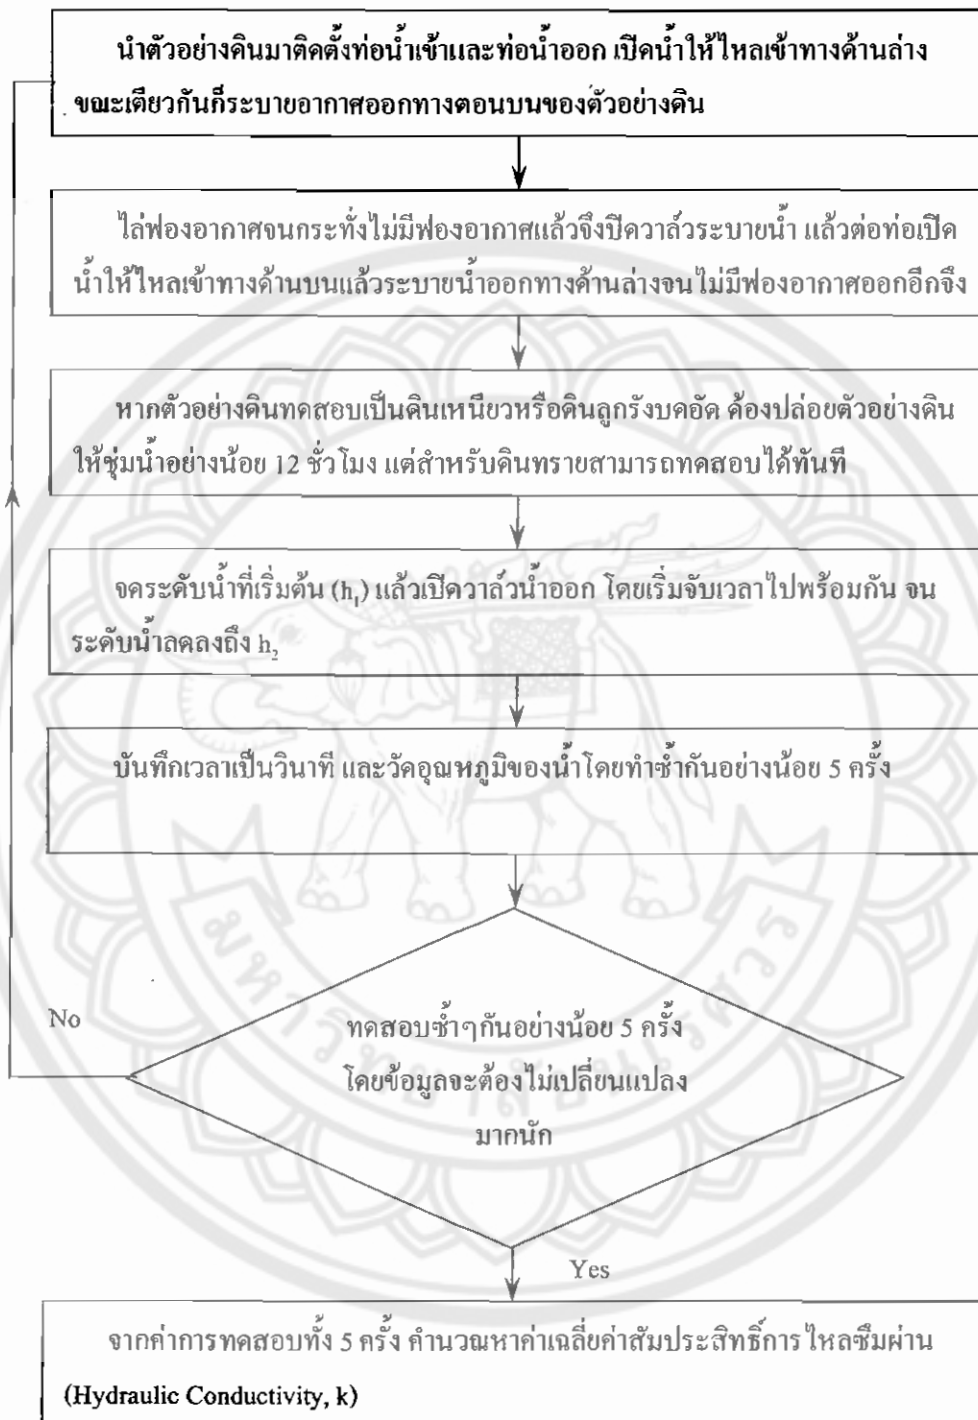 นำตัวอย่างดินมาติดตั้งท่อน้ำเข้าและท่อน้ำออก เปิดน้ำให้ไหลเข้าทางด้านล่าง
ขณะเดียวกันก็ระบายอากาศออกทางตอนบนของตัวอย่างดิน
ไล่ฟองอากาศจนกระทั่งไม่มีฟองอากาศแล้วจึงปิดวาล์วระบายน้ำ แล้วต่อท่อเปิด
น้ำให้ไหลเข้าทางด้านบนแล้วระบายน้ำออกทางด้านล่างจนไม่มีฟองอากาศออกอีกจึง
หากตัวอย่างดินทดสอบเป็นดินเหนียวหรือดินลูกรังบดอัด ต้องปล่อยตัวอย่างดิน
ให้ชุ่มน้ำอย่างน้อย 12 ชั่วโมง แต่สำหรับดินทรายสามารถทดสอบได้ทันที
จดระดับน้ำที่เริ่มต้น (h₁) แล้วเปิดวาล์วน้ำออก โดยเริ่มจับเวลาไปพร้อมกัน จน
ระดับน้ำลดลงถึง h₂
บันทึกเวลาเป็นวินาที และวัดอุณหภูมิของน้ำโดยทำซ้ำกันอย่างน้อย 5 ครั้ง
No
ทดสอบซ้ำๆกันอย่างน้อย 5 ครั้ง
โดยข้อมูลจะต้องไม่เปลี่ยนแปลง
มากนัก
มหาวิทยาลัยนเรศวร
Yes
จากค่าการทดสอบทั้ง 5 ครั้ง คำนวณหาค่าเฉลี่ยค่าสัมประสิทธิ์การไหลซึมผ่าน
(Hydraulic Conductivity, k)